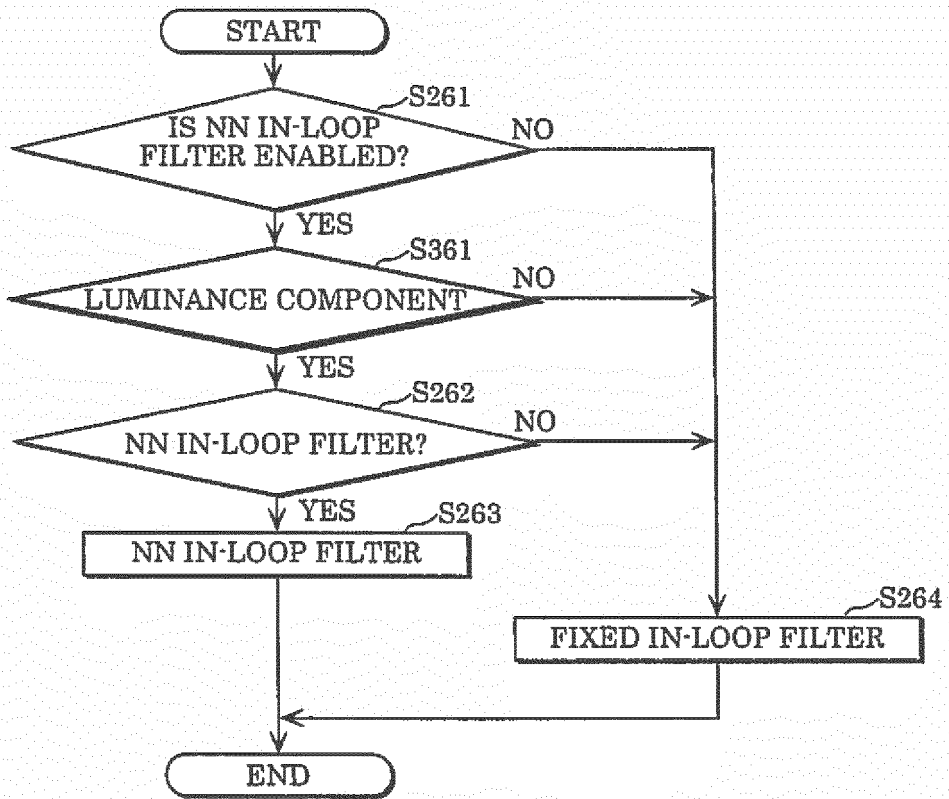 START
S261
IS NN IN-LOOP
FILTER ENABLED?
NO
YES
S361
LUMINANCE COMPONENT
NO
YES
S262
NN IN-LOOP FILTER?
NO
YES
S263
NN IN-LOOP FILTER
S264
FIXED IN-LOOP FILTER
END